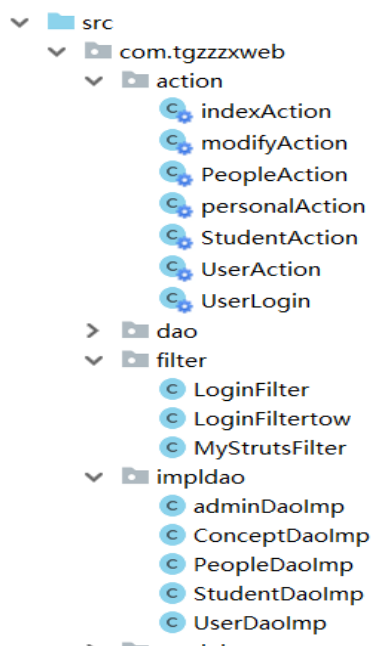 src
com.tgzzzxweb
action
indexAction
modifyAction
PeopleAction
personalAction
StudentAction
UserAction
UserLogin
dao
filter
LoginFilter
LoginFiltertow
MyStrutsFilter
impldao
adminDaoImp
ConceptDaoImp
PeopleDaoImp
StudentDaoImp
UserDaoImp